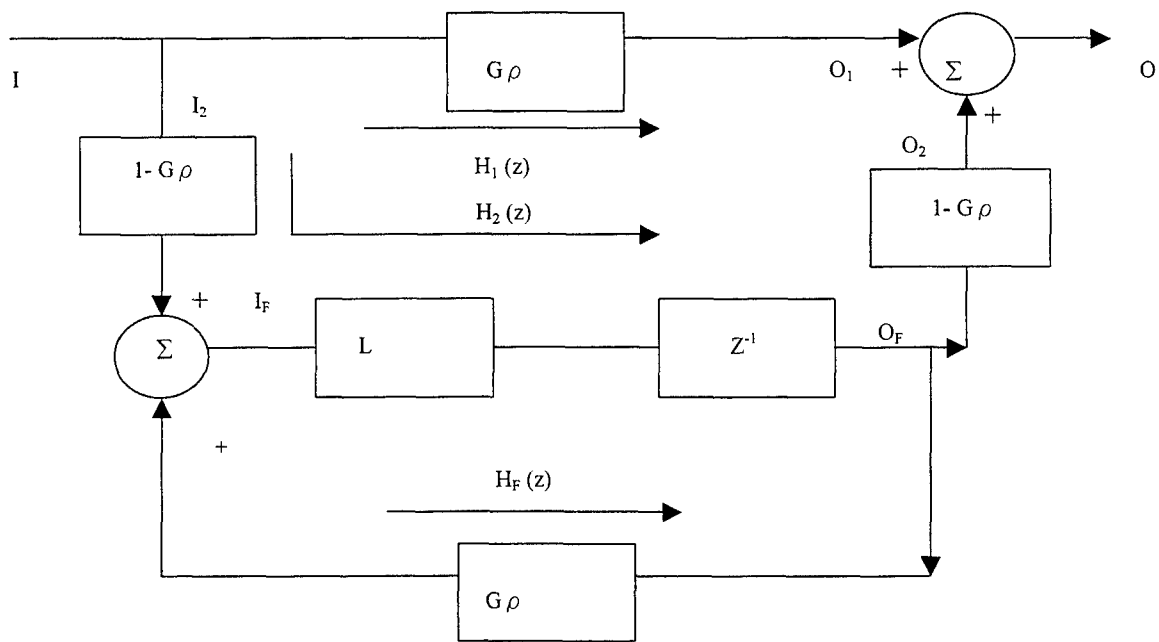 G ρ
Σ
I
O₁
+
O
I₂
+
1- G ρ
O₂
H₁ (z)
1- G ρ
H₂ (z)
+
I_F
Σ
L
Z⁻¹
O_F
+
H_F (z)
G ρ